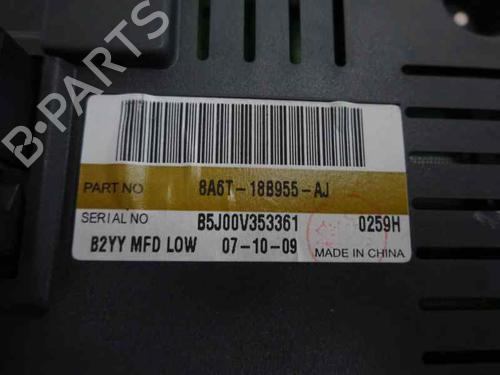 B-PARTS
PART NO 8A6T-18B955-AJ
SERIAL NO B5J00V353361 0259H
B2YY MFD LOW 07-10-09 MADE IN CHINA